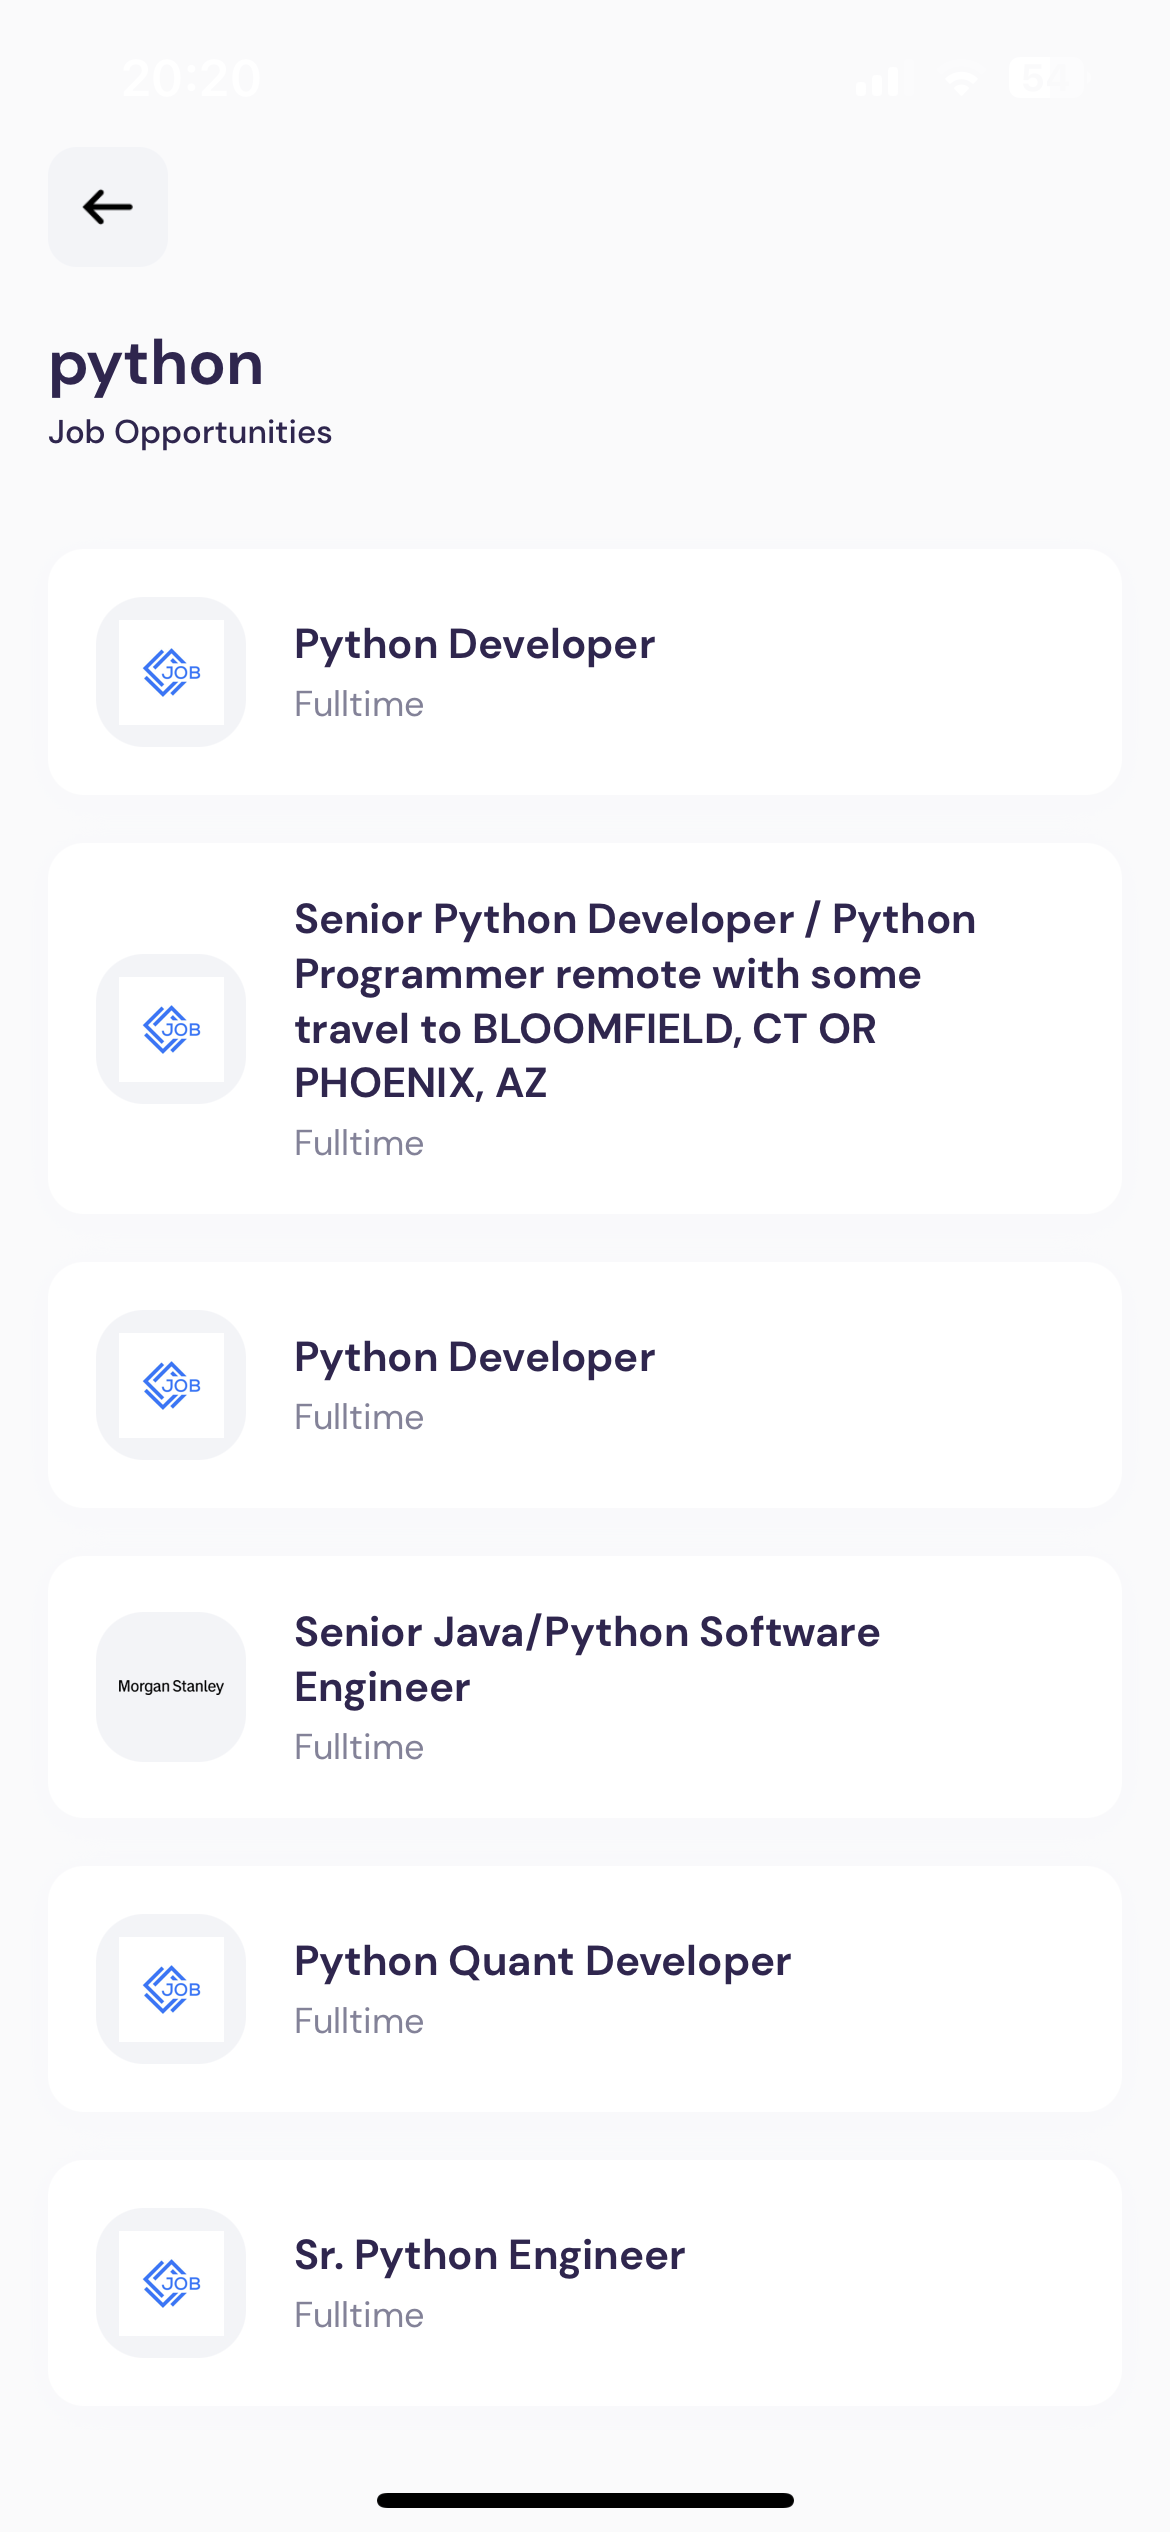 20:20
54
python
Job Opportunities
JOB
Python Developer
Fulltime
JOB
Senior Python Developer / Python
Programmer remote with some
travel to BLOOMFIELD, CT OR
PHOENIX, AZ
Fulltime
JOB
Python Developer
Fulltime
Morgan Stanley
Senior Java/Python Software
Engineer
Fulltime
JOB
Python Quant Developer
Fulltime
JOB
Sr. Python Engineer
Fulltime